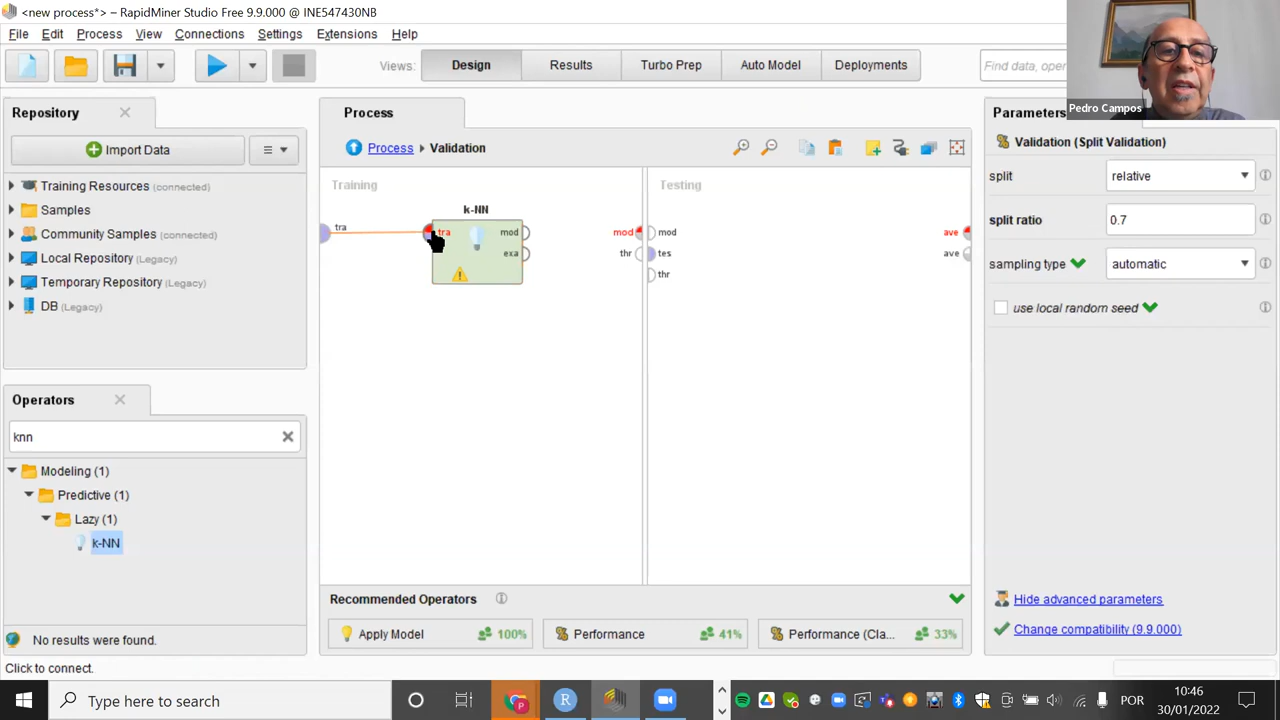 <new process*> – RapidMiner Studio Free 9.9.000 @ INE547430NB
File Edit Process View Connections Settings Extensions Help
Views: Design Results Turbo Prep Auto Model Deployments Find data, oper
Pedro Campos
Repository
Import Data
Training Resources (connected)
Samples
Community Samples (connected)
Local Repository (Legacy)
Temporary Repository (Legacy)
DB (Legacy)
Operators
knn
Modeling (1)
Predictive (1)
Lazy (1)
k-NN
No results were found.
Click to connect.
Process
Process Validation
Training
Testing
k-NN
tra
tra
mod
exa
mod
thr
mod
tes
thr
ave
ave
Recommended Operators
Apply Model 100%
Performance 41%
Performance (Cla... 33%
Parameters
Validation (Split Validation)
split relative
split ratio 0.7
sampling type automatic
use local random seed
Hide advanced parameters
Change compatibility (9.9.000)
Type here to search
POR
10:46
30/01/2022